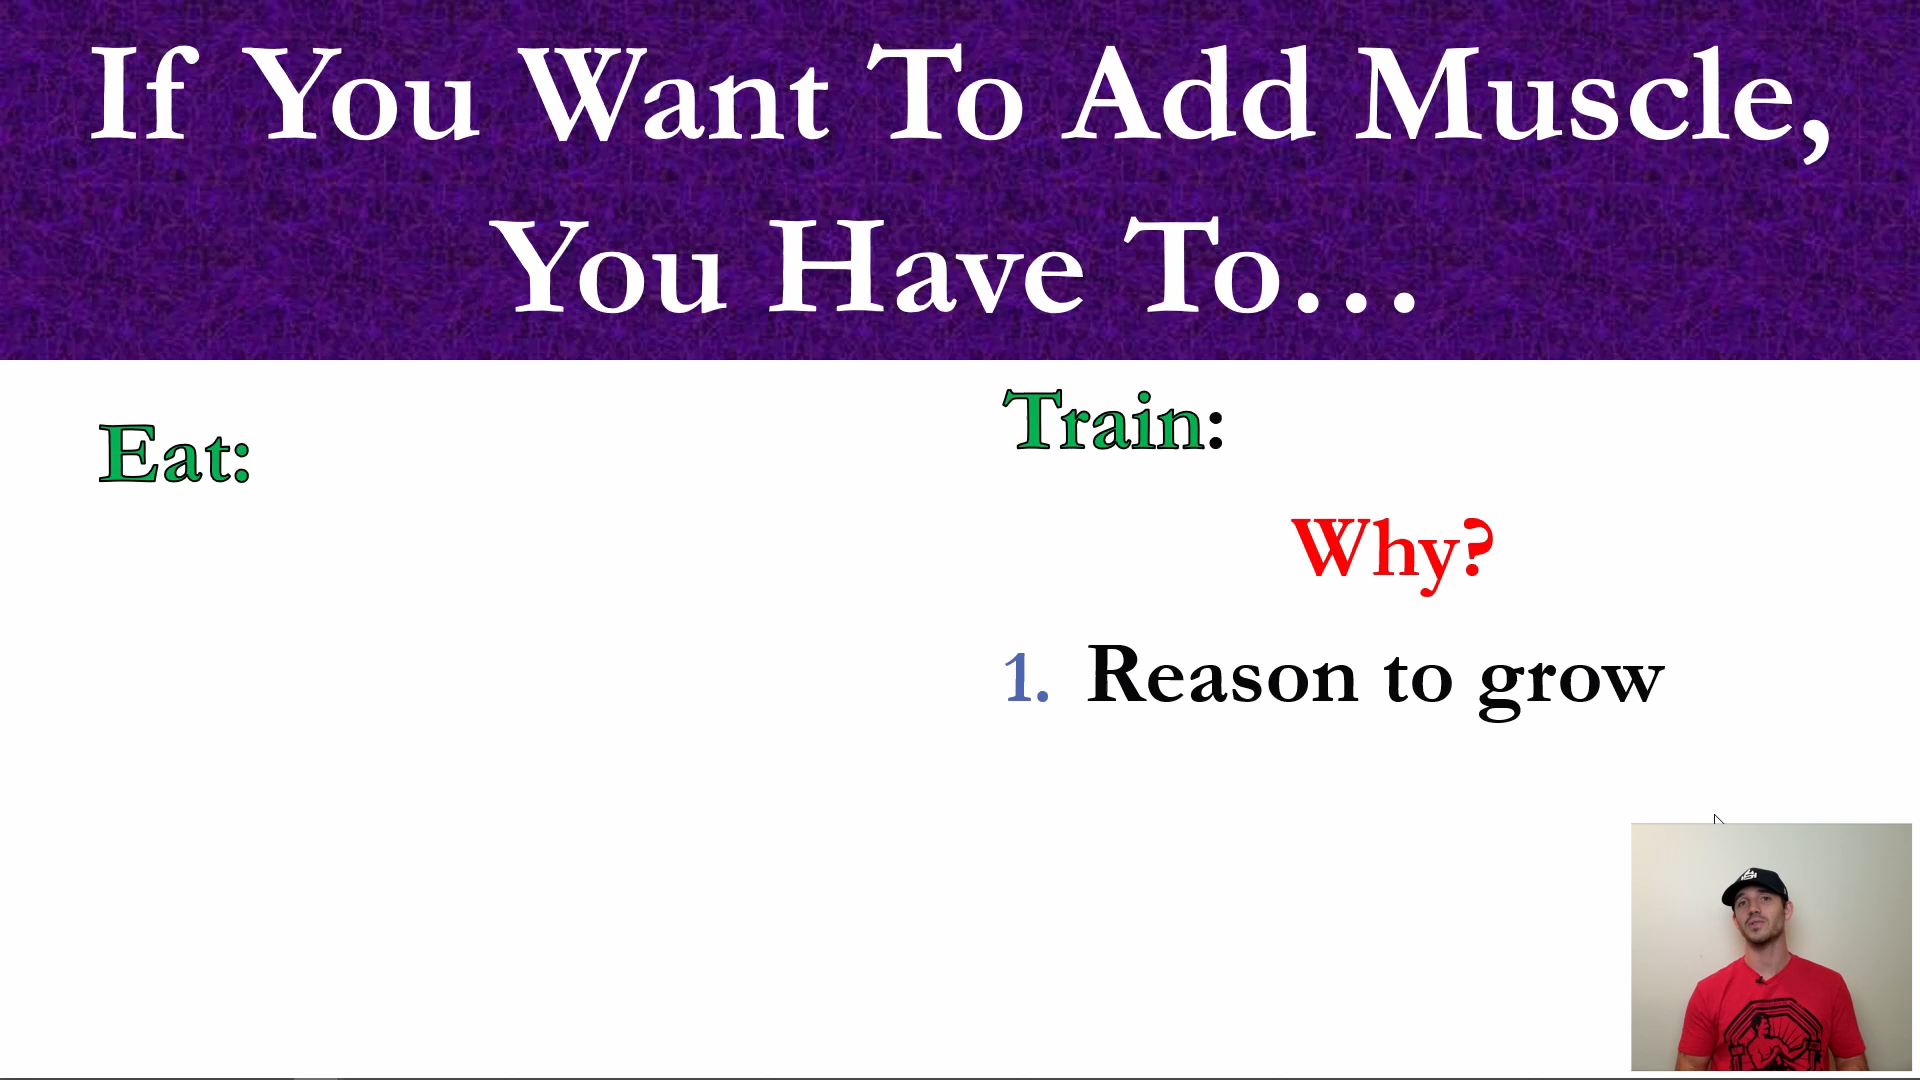 If You Want To Add Muscle,
You Have To…
Eat:
Train:
Why?
1. Reason to grow